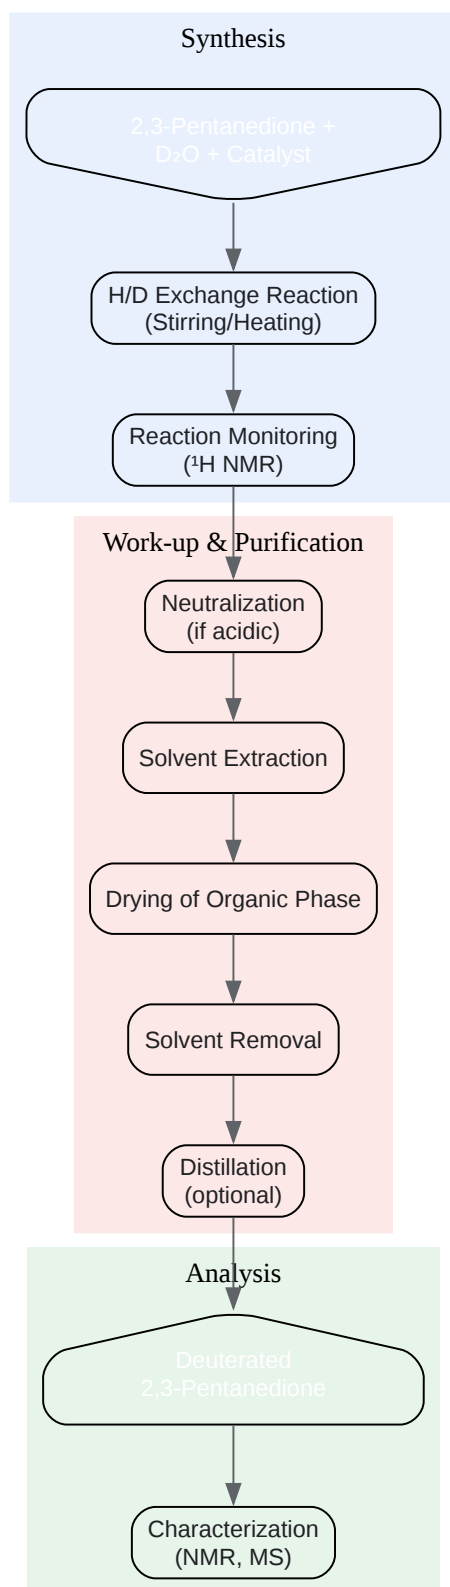 Synthesis
2,3-Pentanedione +
D₂O + Catalyst
H/D Exchange Reaction
(Stirring/Heating)
Reaction Monitoring
(¹H NMR)
Work-up & Purification
Neutralization
(if acidic)
Solvent Extraction
Drying of Organic Phase
Solvent Removal
Distillation
(optional)
Analysis
Deuterated
2,3-Pentanedione
Characterization
(NMR, MS)